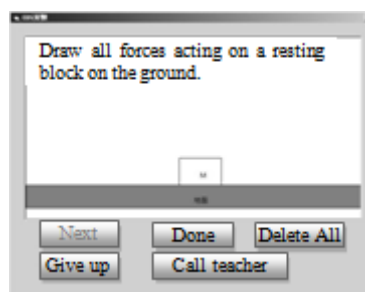 Draw all forces acting on a resting
block on the ground.
M
Next
Done
Delete All
Give up
Call teacher